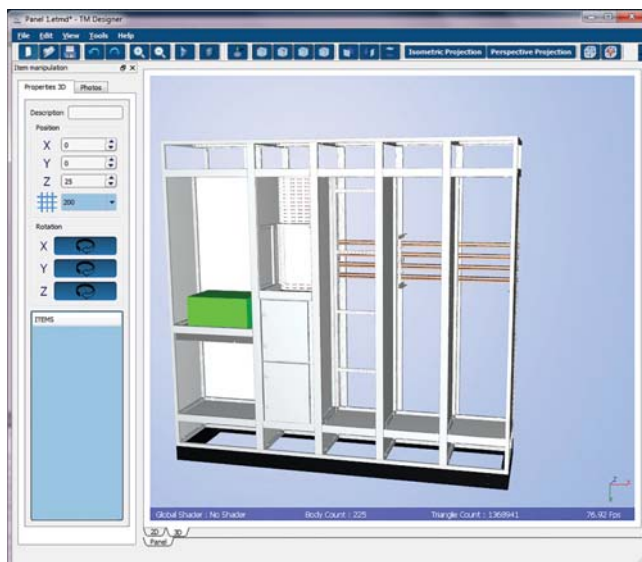 Panel 1.etmd* - TM Designer
File Edit View Tools Help
Isometric Projection Perspective Projection
Item manipulation
Properties 3D Photos
Description
Position
X 0
Y 0
Z 25
200
Rotation
X
Y
Z
ITEMS
Global Shader : No Shader Body Count : 225 Triangle Count : 1368941 76.92 Fps
Z
2D 3D
Panel